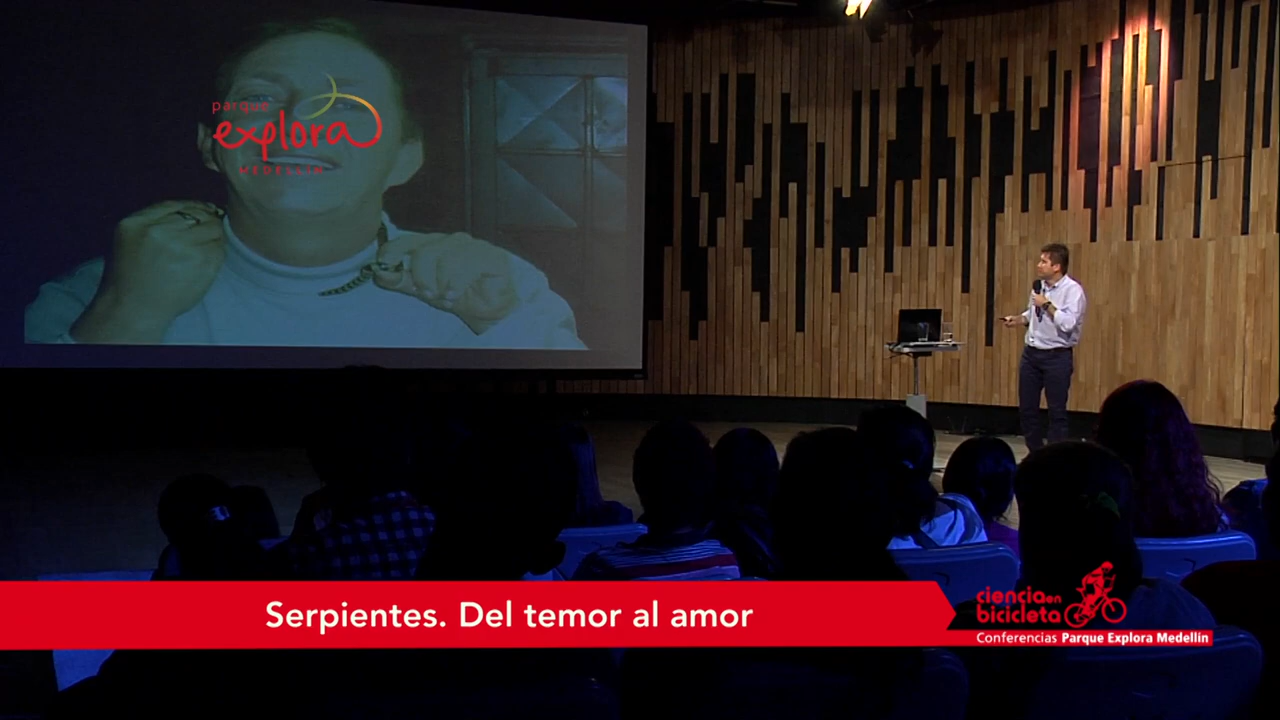 parque
explora
MEDELLÍN
Serpientes. Del temor al amor
ciencia en
bicicleta
Conferencias Parque Explora Medellín